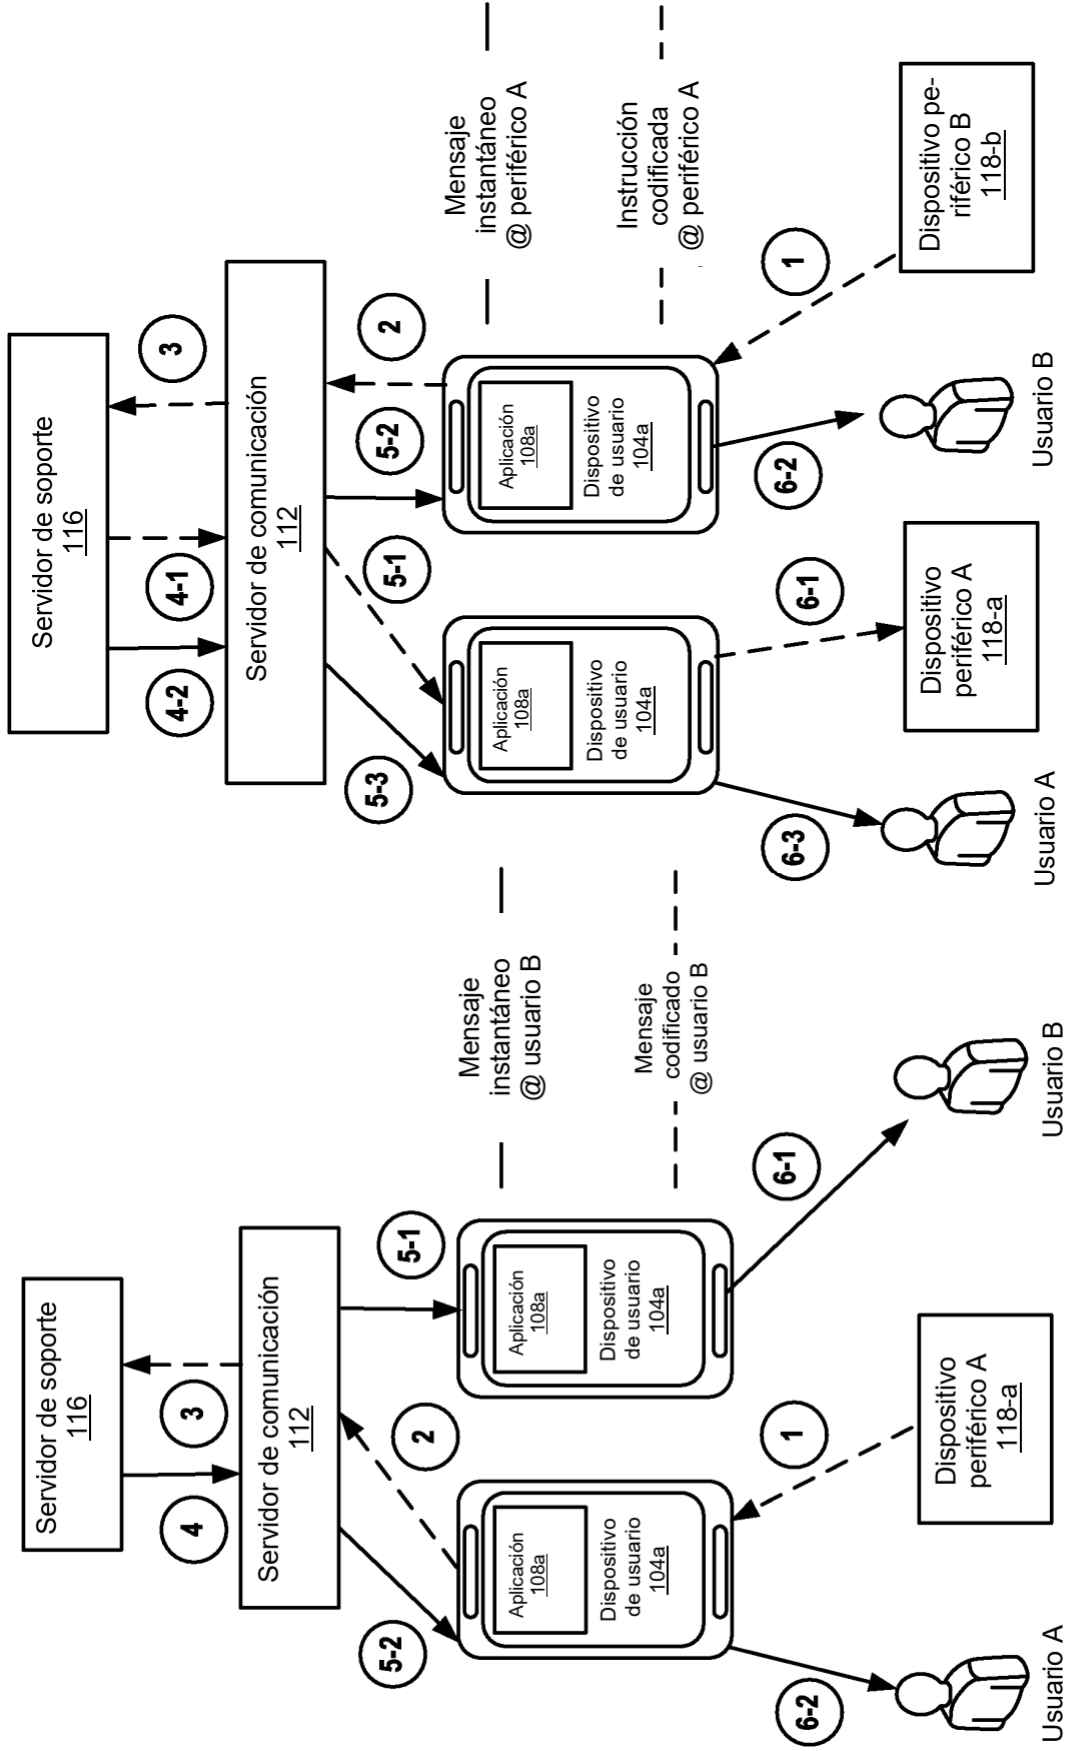 Servidor de soporte
116
3
4
Servidor de comunicación
112
5-2
2
5-1
Aplicación
108a
Dispositivo
de usuario
104a
Aplicación
108a
Dispositivo
de usuario
104a
Mensaje
instantáneo
@ usuario B
Mensaje
codificado
@ usuario B
6-2
1
6-1
Usuario A
Dispositivo
periférico A
118-a
Usuario B
Servidor de soporte
116
4-2
4-1
3
Servidor de comunicación
112
5-3
5-1
5-2
2
Aplicación
108a
Dispositivo
de usuario
104a
Aplicación
108a
Dispositivo
de usuario
104a
Mensaje
instantáneo
@ periférico A
Instrucción
codificada
@ periférico A
6-3
6-1
6-2
1
Usuario A
Dispositivo
periférico A
118-a
Usuario B
Dispositivo pe-
riférico B
118-b